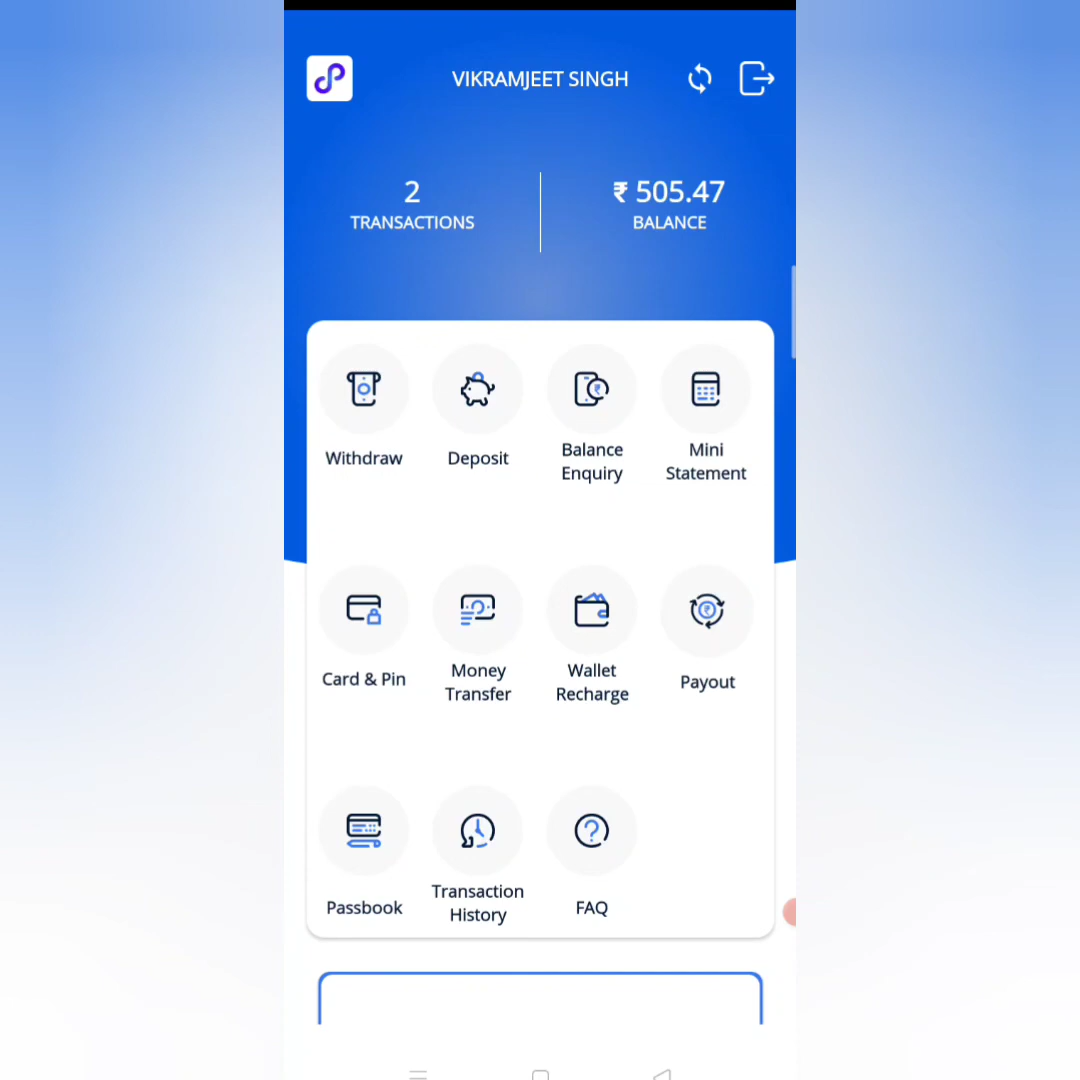 VIKRAMJEET SINGH
2
TRANSACTIONS
₹ 505.47
BALANCE
Withdraw
Deposit
Balance
Enquiry
Mini
Statement
Card & Pin
Money
Transfer
Wallet
Recharge
Payout
Passbook
Transaction
History
FAQ